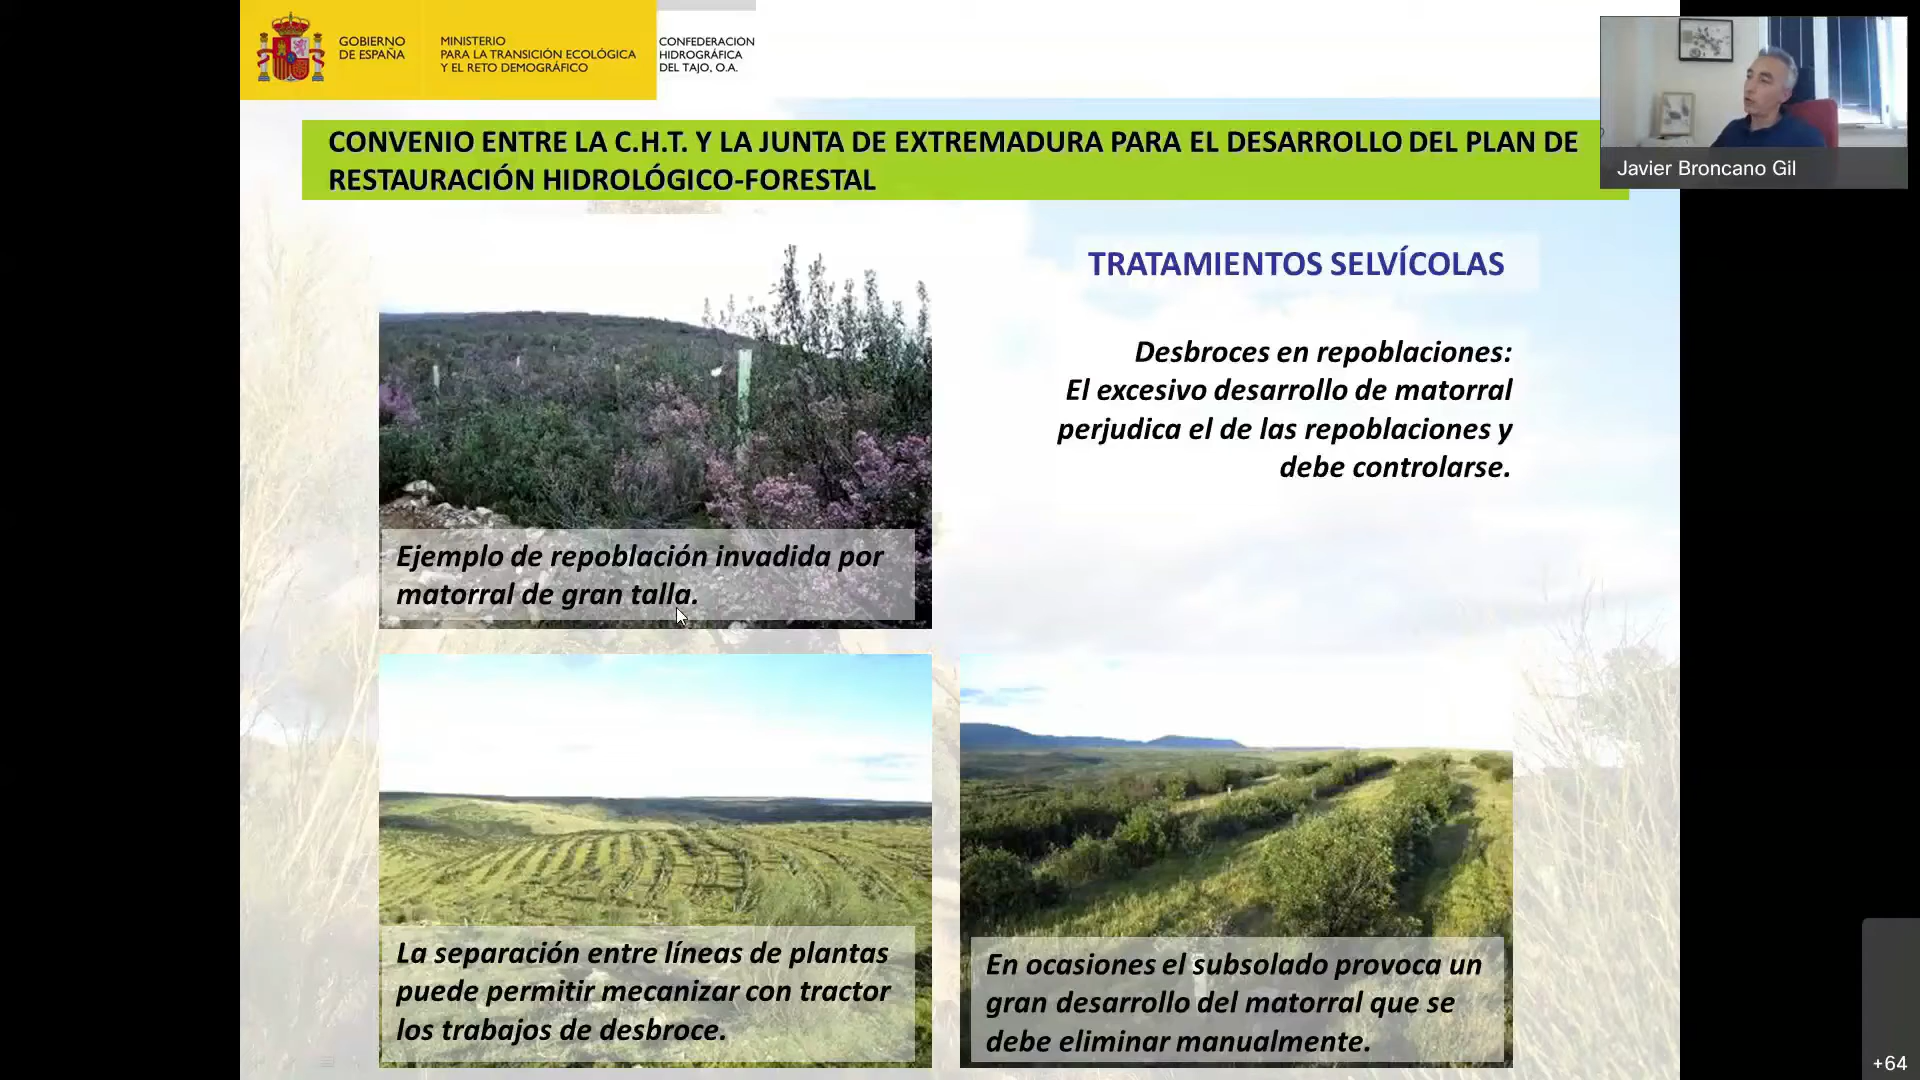 GOBIERNO
DE ESPAÑA
MINISTERIO
PARA LA TRANSICIÓN ECOLÓGICA
Y EL RETO DEMOGRÁFICO
CONFEDERACIÓN
HIDROGRÁFICA
DEL TAJO, O.A.
CONVENIO ENTRE LA C.H.T. Y LA JUNTA DE EXTREMADURA PARA EL DESARROLLO DEL PLAN DE
RESTAURACIÓN HIDROLÓGICO-FORESTAL
Javier Broncano Gil
TRATAMIENTOS SELVÍCOLAS
Desbroces en repoblaciones:
El excesivo desarrollo de matorral
perjudica el de las repoblaciones y
debe controlarse.
Ejemplo de repoblación invadida por
matorral de gran talla.
La separación entre líneas de plantas
puede permitir mecanizar con tractor
los trabajos de desbroce.
En ocasiones el subsolado provoca un
gran desarrollo del matorral que se
debe eliminar manualmente.
+64